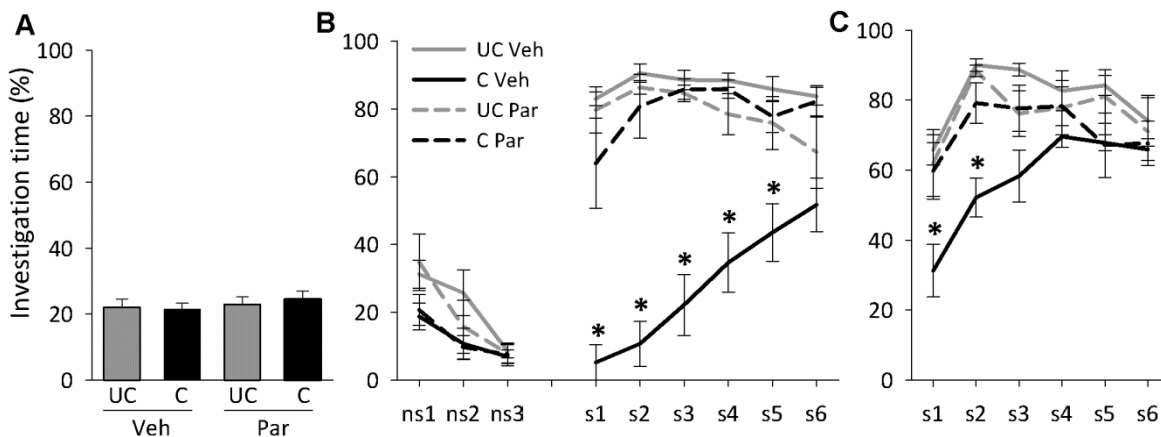 A
Investigation time (%)
100
80
60
40
20
0
UC C UC C
Veh Par
B
100
80
60
40
20
0
UC Veh
C Veh
UC Par
C Par
* * * * *
ns1 ns2 ns3 s1 s2 s3 s4 s5 s6
C
100
80
60
40
20
0
* *
s1 s2 s3 s4 s5 s6